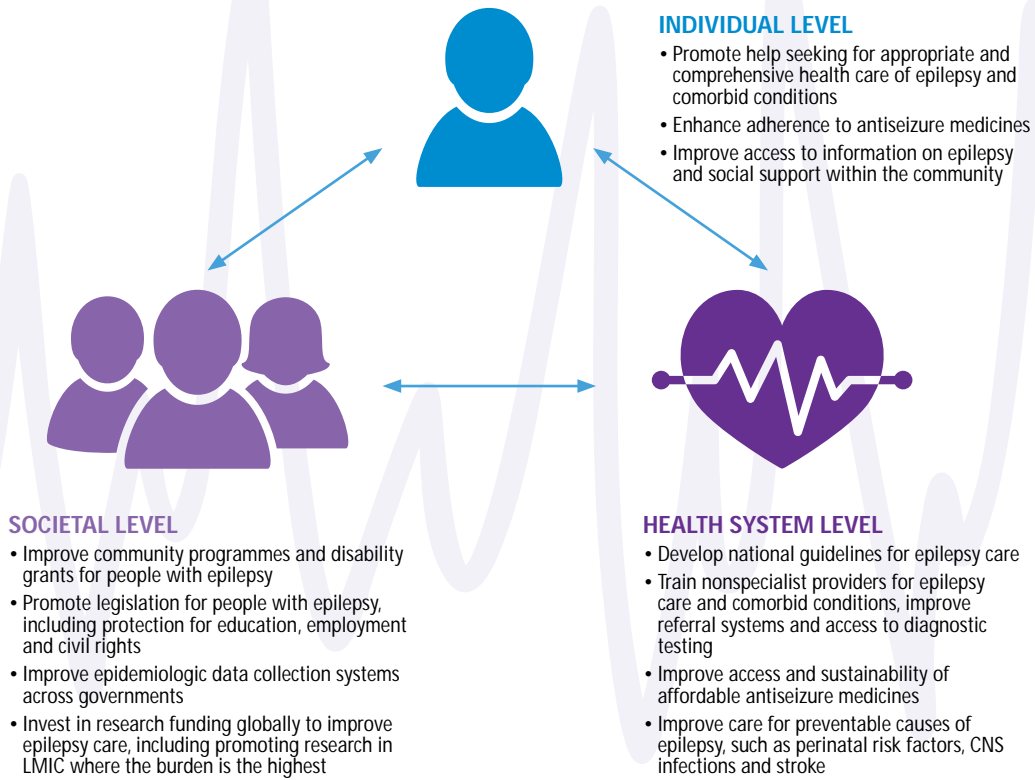 INDIVIDUAL LEVEL
• Promote help seeking for appropriate and
comprehensive health care of epilepsy and
comorbid conditions
• Enhance adherence to antiseizure medicines
• Improve access to information on epilepsy
and social support within the community
SOCIETAL LEVEL
• Improve community programmes and disability
grants for people with epilepsy
• Promote legislation for people with epilepsy,
including protection for education, employment
and civil rights
• Improve epidemiologic data collection systems
across governments
• Invest in research funding globally to improve
epilepsy care, including promoting research in
LMIC where the burden is the highest
HEALTH SYSTEM LEVEL
• Develop national guidelines for epilepsy care
• Train nonspecialist providers for epilepsy
care and comorbid conditions, improve
referral systems and access to diagnostic
testing
• Improve access and sustainability of
affordable antiseizure medicines
• Improve care for preventable causes of
epilepsy, such as perinatal risk factors, CNS
infections and stroke